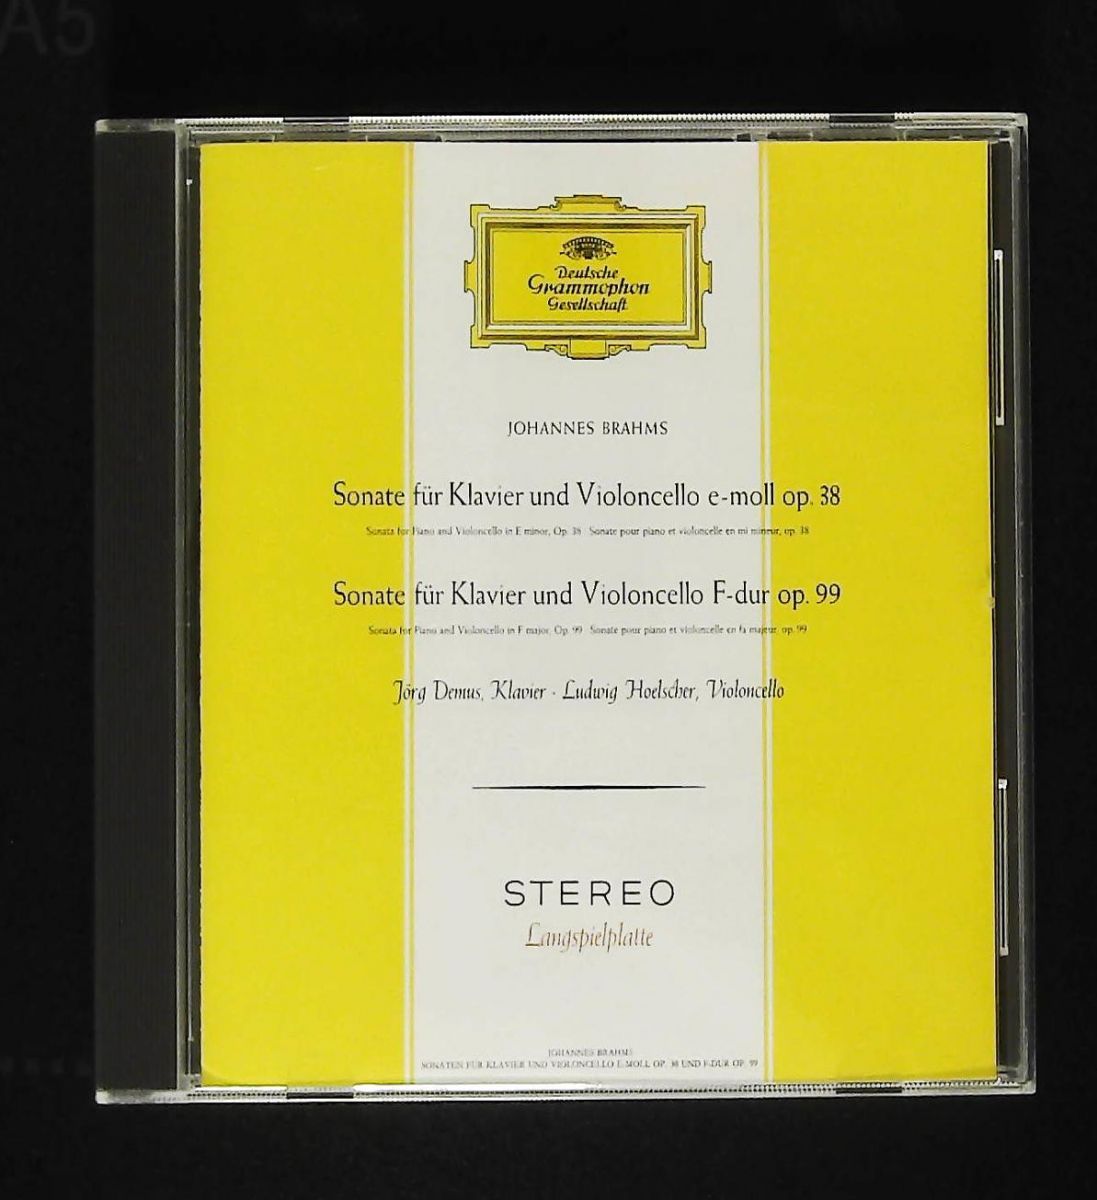 A5
Deutsche
Grammophon
Gesellschaft
JOHANNES BRAHMS
Sonate für Klavier und Violoncello e-moll op. 38
Sonata for Piano and Violoncello in E minor, Op. 38 · Sonate pour piano et violoncelle en mi mineur, op. 38
Sonate für Klavier und Violoncello F-dur op. 99
Sonata for Piano and Violoncello in F major, Op. 99 · Sonate pour piano et violoncelle en fa majeur, op. 99
Jörg Demus, Klavier · Ludwig Hoelscher, Violoncello
STEREO
Langspielplatte
JOHANNES BRAHMS
SONATEN FÜR KLAVIER UND VIOLONCELLO E-MOLL OP. 38 UND F-DUR OP. 99